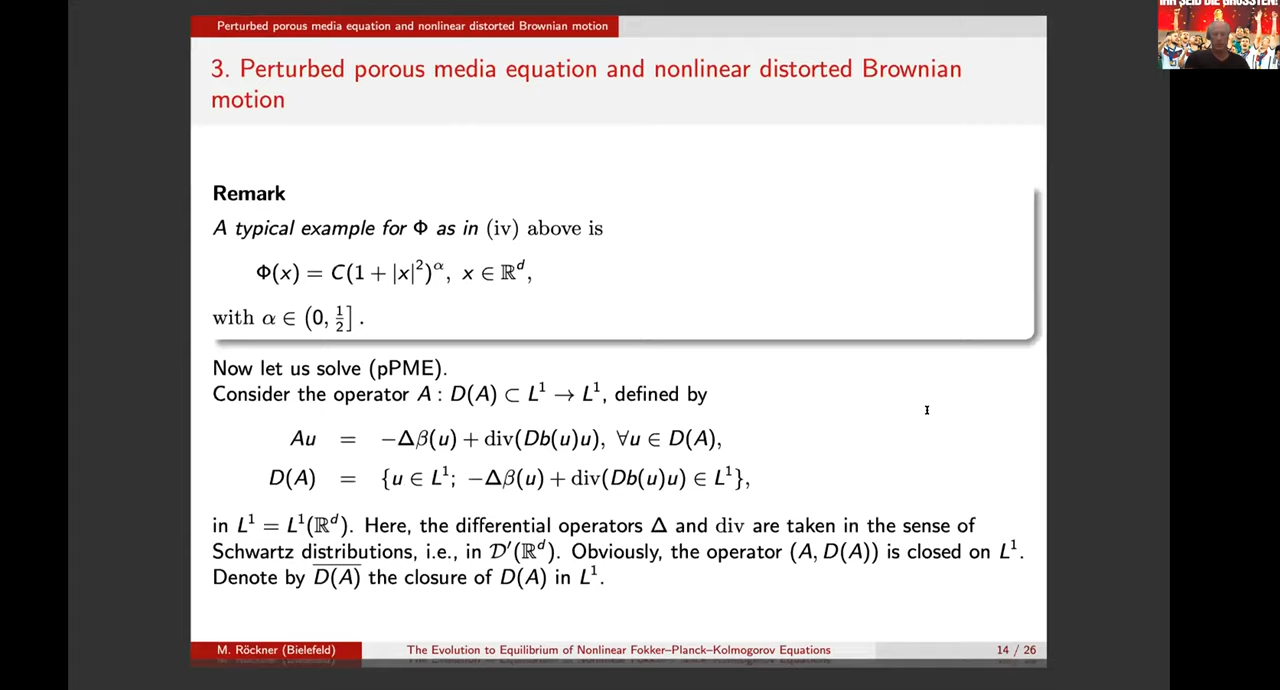 IHR SEID DIE GRÖSSTEN!
Perturbed porous media equation and nonlinear distorted Brownian motion
3. Perturbed porous media equation and nonlinear distorted Brownian
motion
Remark
A typical example for Φ as in (iv) above is
Φ(x) = C(1 + |x|²)^α, x ∈ ℝ^d,
with α ∈ (0, 1/2] .
Now let us solve (pPME).
Consider the operator A : D(A) ⊂ L¹ → L¹, defined by
Au = −Δβ(u) + div(Db(u)u), ∀u ∈ D(A),
D(A) = {u ∈ L¹; −Δβ(u) + div(Db(u)u) ∈ L¹},
in L¹ = L¹(ℝ^d). Here, the differential operators Δ and div are taken in the sense of
Schwartz distributions, i.e., in 𝒟′(ℝ^d). Obviously, the operator (A, D(A)) is closed on L¹.
Denote by \overline{D(A)} the closure of D(A) in L¹.
M. Röckner (Bielefeld) The Evolution to Equilibrium of Nonlinear Fokker–Planck–Kolmogorov Equations 14 / 26